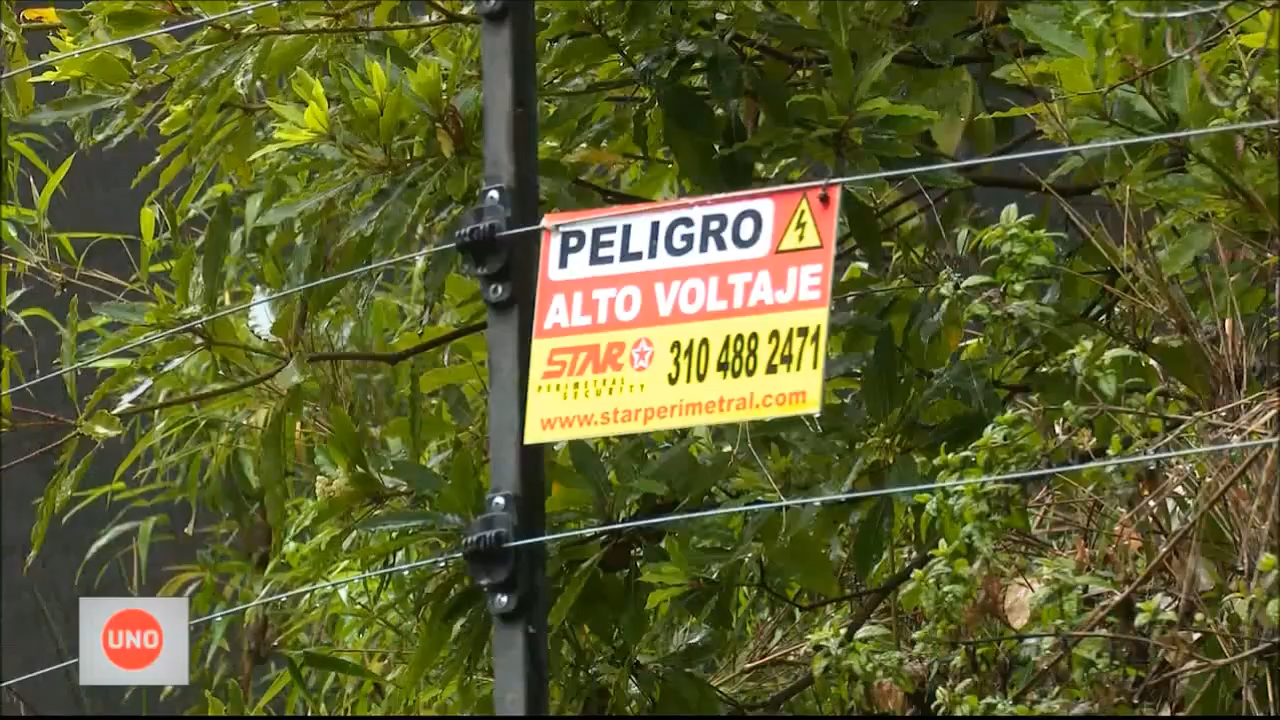 PELIGRO
ALTO VOLTAJE
STAR
PERIMETRAL
SECURITY
310 488 2471
www.starperimetral.com
UNO